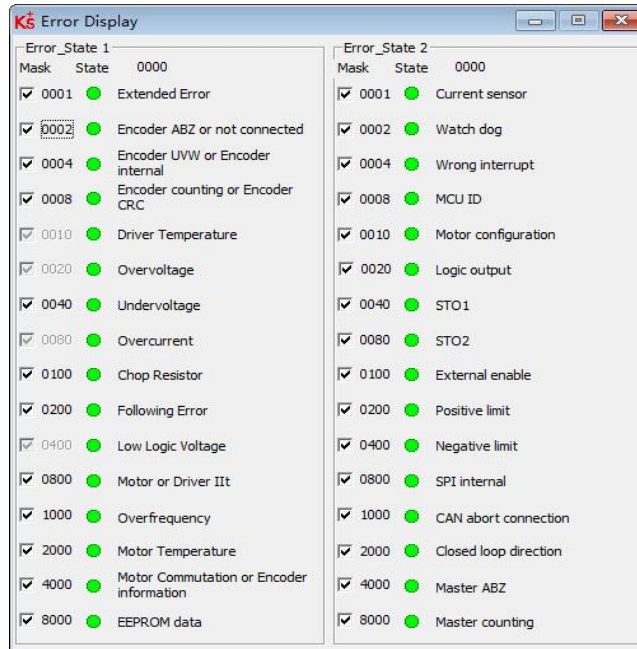 KS+ Error Display
Error_State 1
Mask State 0000
0001 Extended Error
0002 Encoder ABZ or not connected
0004 Encoder UVW or Encoder
internal
0008 Encoder counting or Encoder
CRC
0010 Driver Temperature
0020 Overvoltage
0040 Undervoltage
0080 Overcurrent
0100 Chop Resistor
0200 Following Error
0400 Low Logic Voltage
0800 Motor or Driver IIt
1000 Overfrequency
2000 Motor Temperature
4000 Motor Commutation or Encoder
information
8000 EEPROM data
Error_State 2
Mask State 0000
0001 Current sensor
0002 Watch dog
0004 Wrong interrupt
0008 MCU ID
0010 Motor configuration
0020 Logic output
0040 STO1
0080 STO2
0100 External enable
0200 Positive limit
0400 Negative limit
0800 SPI internal
1000 CAN abort connection
2000 Closed loop direction
4000 Master ABZ
8000 Master counting